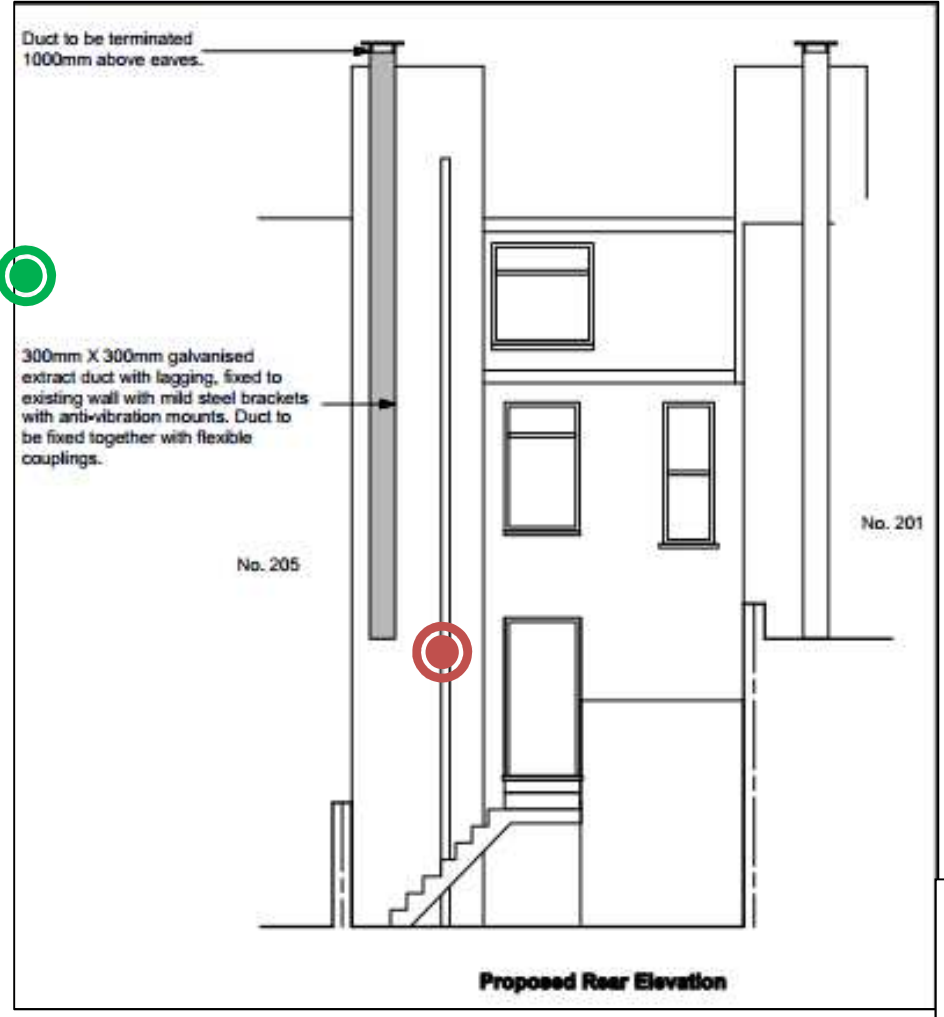 Duct to be terminated
1000mm above eaves.
300mm X 300mm galvanised
extract duct with lagging, fixed to
existing wall with mild steel brackets
with anti-vibration mounts. Duct to
be fixed together with flexible
couplings.
No. 201
No. 205
Proposed Rear Elevation